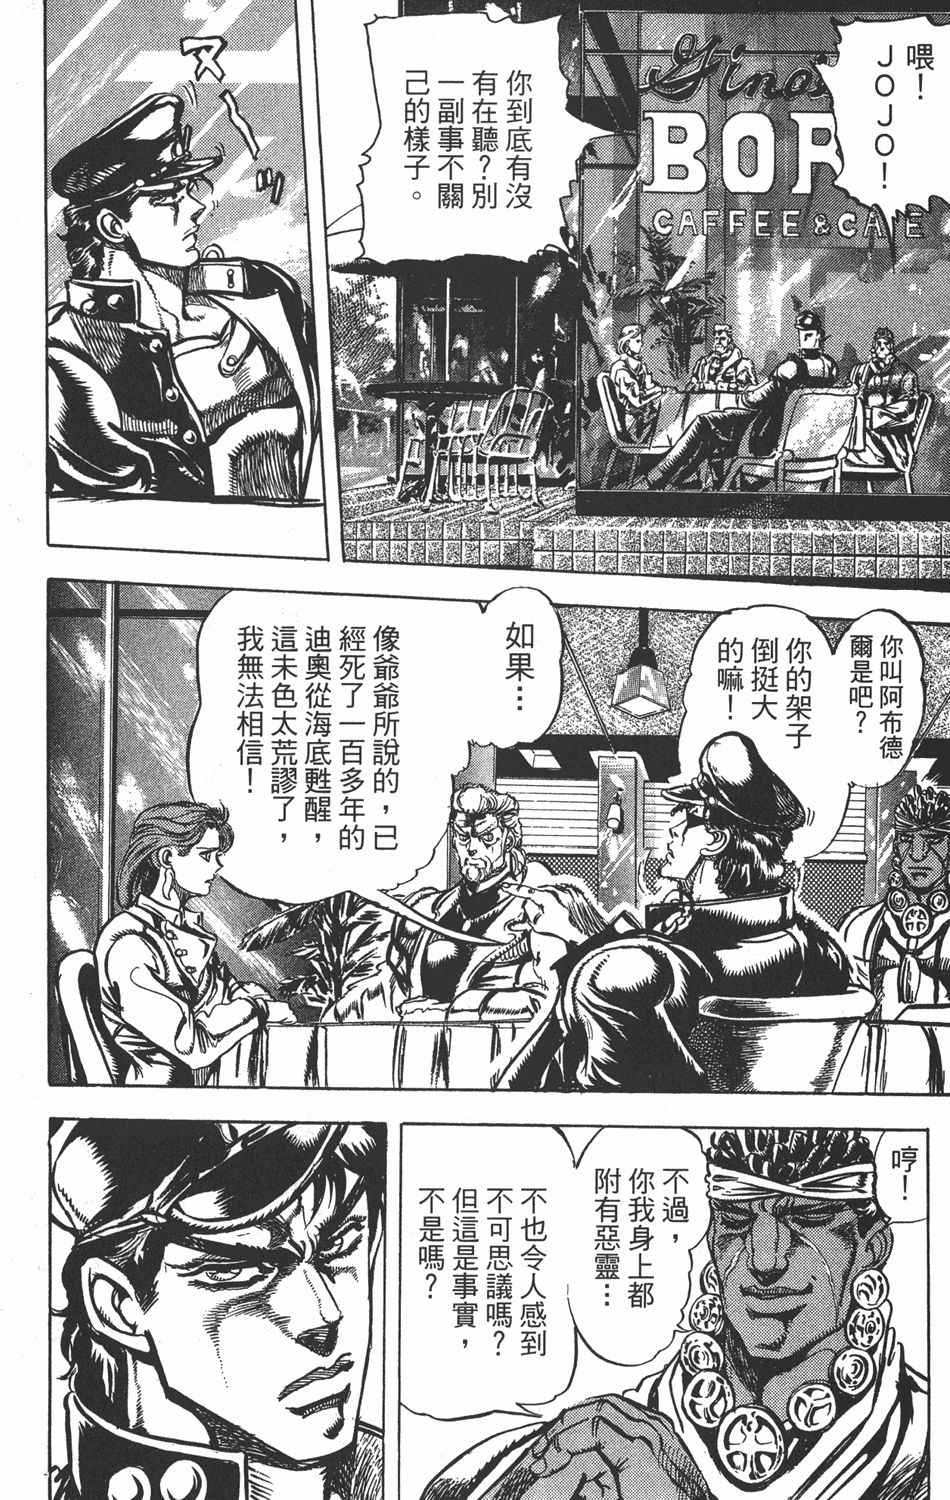 喂！
ＪＯＪＯ！
Gino
BOR
CAFFEE & CAFE
你到底有沒
有在聽？別
一副事不關
己的樣子。
ヌ
ー
ッ
你叫阿布德
爾是吧？
你的架子
倒挺大
的嘛！
如果…
像爺爺所說的，已
經死了一百多年的
迪奧從海底甦醒，
這未色太荒謬了，
我無法相信！
哼！
不過，
你我身上都
附有惡靈…
不也令人感到
不可思議嗎？
但這是事實，
不是嗎？